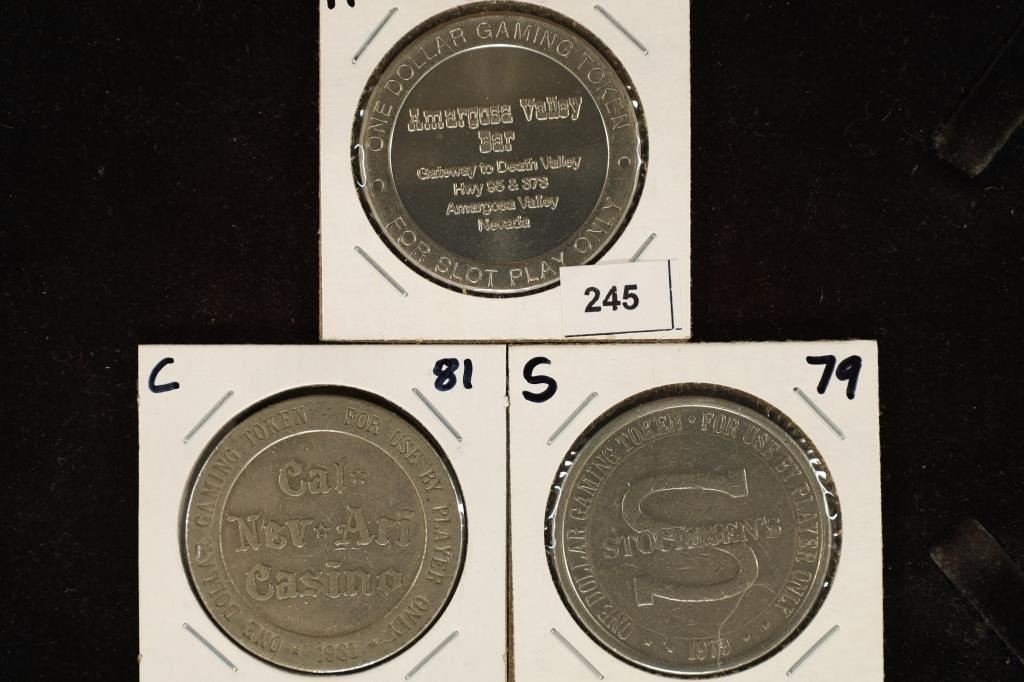 ONE DOLLAR GAMING TOKEN
Amargosa Valley
Bar
Gateway to Death Valley
Hwy 95 & 373
Amargosa Valley
Nevada
FOR SLOT PLAY ONLY
245
C 81
ONE DOLLAR GAMING TOKEN · FOR USE BY PLAYER ONLY
Cal·
Nev·Ari
Casino
1981
S 79
ONE DOLLAR GAMING TOKEN · FOR USE BY PLAYER ONLY
STOCKMEN'S
1979